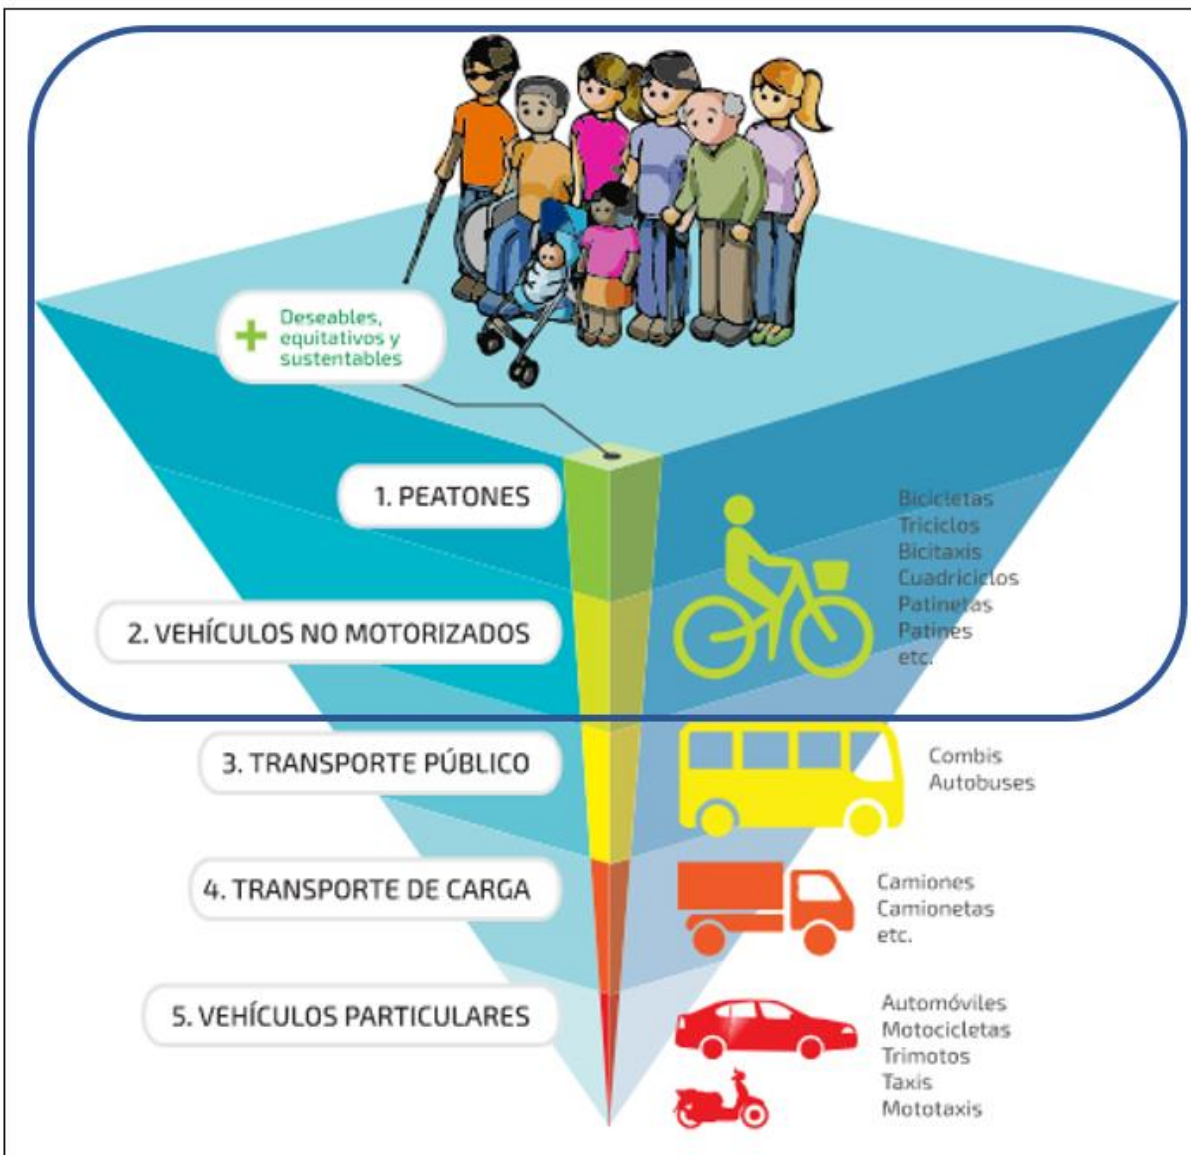 + Deseables,
equitativos y
sustentables
1. PEATONES
2. VEHÍCULOS NO MOTORIZADOS
Bicicletas
Triciclos
Bicitaxis
Cuadriciclos
Patinetas
Patines
etc.
3. TRANSPORTE PÚBLICO
Combis
Autobuses
4. TRANSPORTE DE CARGA
Camiones
Camionetas
etc.
5. VEHÍCULOS PARTICULARES
Automóviles
Motocicletas
Trimotos
Taxis
Mototaxis